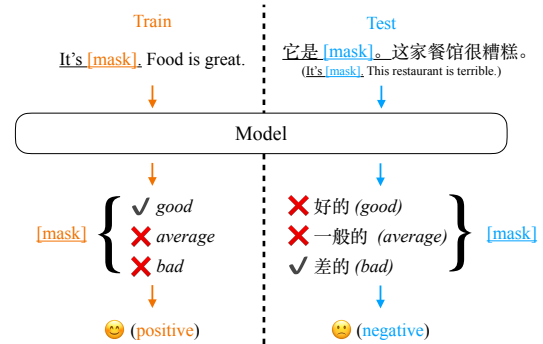 Train
It's [mask]. Food is great.
Test
它是 [mask]。这家餐馆很糟糕。
(It's [mask]. This restaurant is terrible.)
Model
[mask]
good
average
bad
好的 (good)
一般的 (average)
差的 (bad)
[mask]
(positive)
(negative)